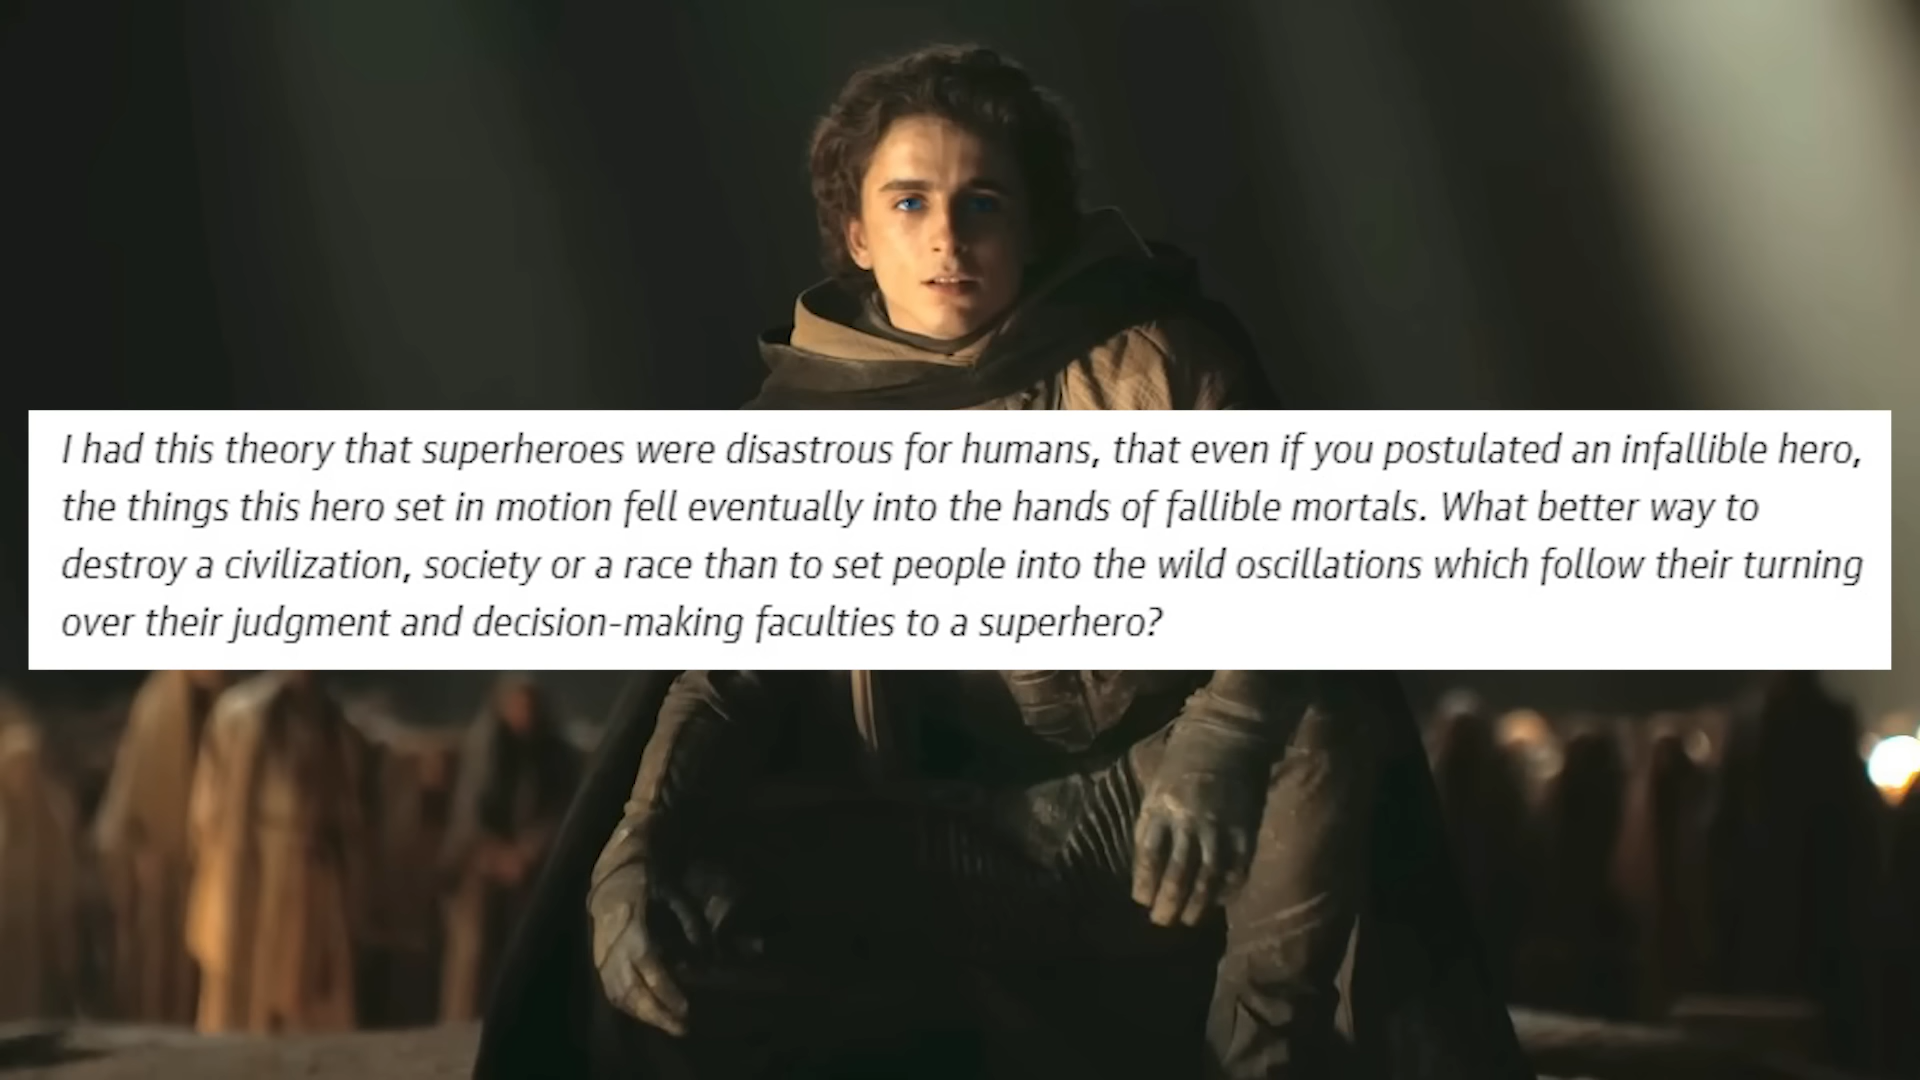 I had this theory that superheroes were disastrous for humans, that even if you postulated an infallible hero,
the things this hero set in motion fell eventually into the hands of fallible mortals. What better way to
destroy a civilization, society or a race than to set people into the wild oscillations which follow their turning
over their judgment and decision-making faculties to a superhero?